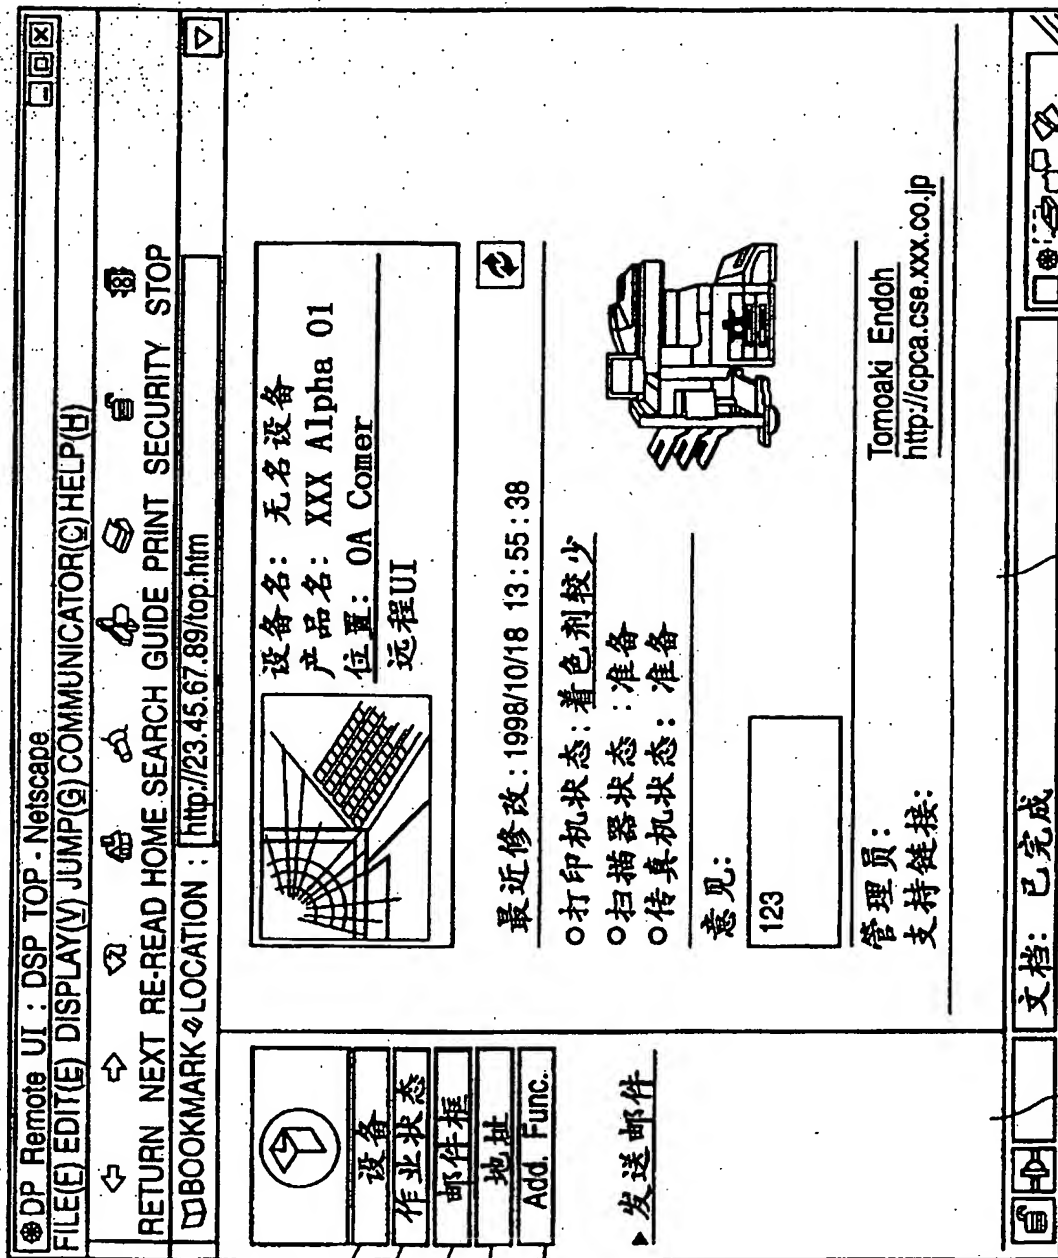 DP Remote UI : DSP TOP - Netscape
FILE(E) EDIT(E) DISPLAY(V) JUMP(G) COMMUNICATOR(C) HELP(H)
RETURN NEXT RE-READ HOME SEARCH GUIDE PRINT SECURITY STOP
BOOKMARK LOCATION : http://23.45.67.89/top.htm
设备
作业状态
邮件框
地址
Add. Func.
▶ 发送邮件
设备名: 无名设备
产品名: XXX Alpha 01
位置: OA Comer
远程UI
最近修改: 1998/10/18 13:55:38
○打印机状态: 着色剂较少
○扫描器状态: 准备
○传真机状态: 准备
意见:
123
管理员: Tomoaki Endoh
支持链接: http://cpca.cse.xxx.co.jp
文档: 已完成